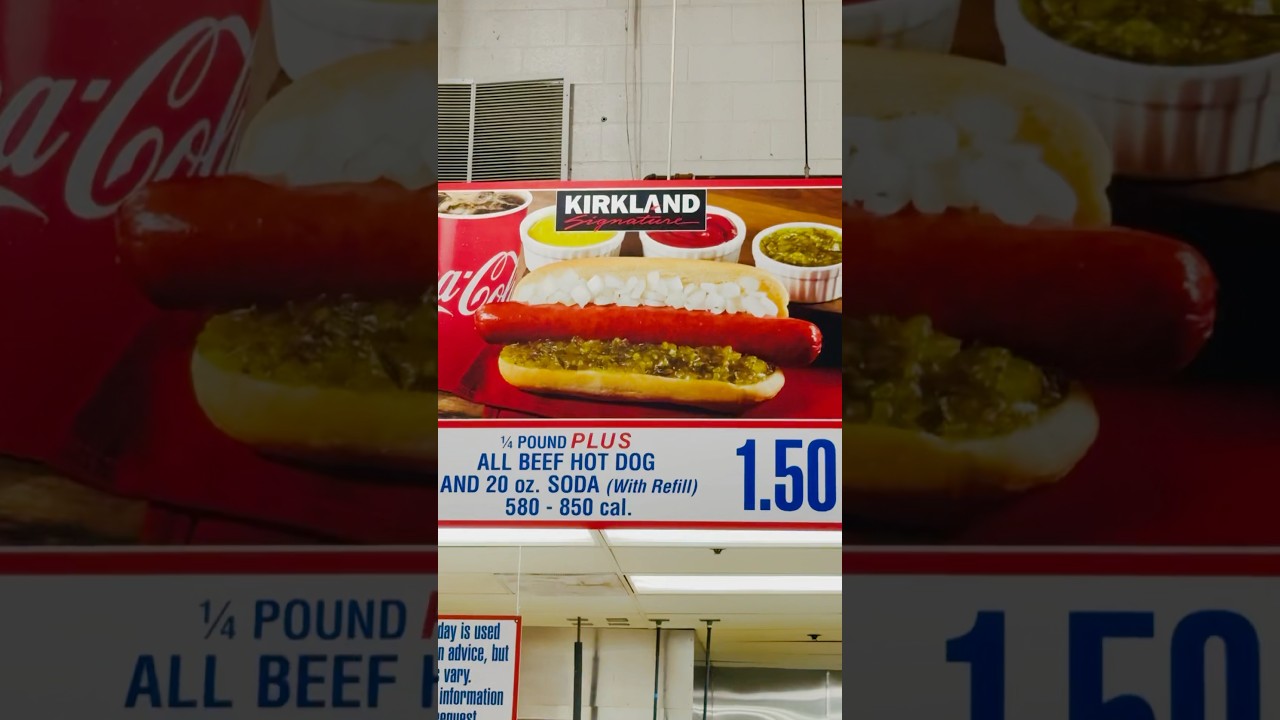 KIRKLAND
Signature
Coca-Cola
¼ POUND PLUS
ALL BEEF HOT DOG
AND 20 oz. SODA (With Refill)
580 - 850 cal.
1.50
day is used
advice, but
vary.
information